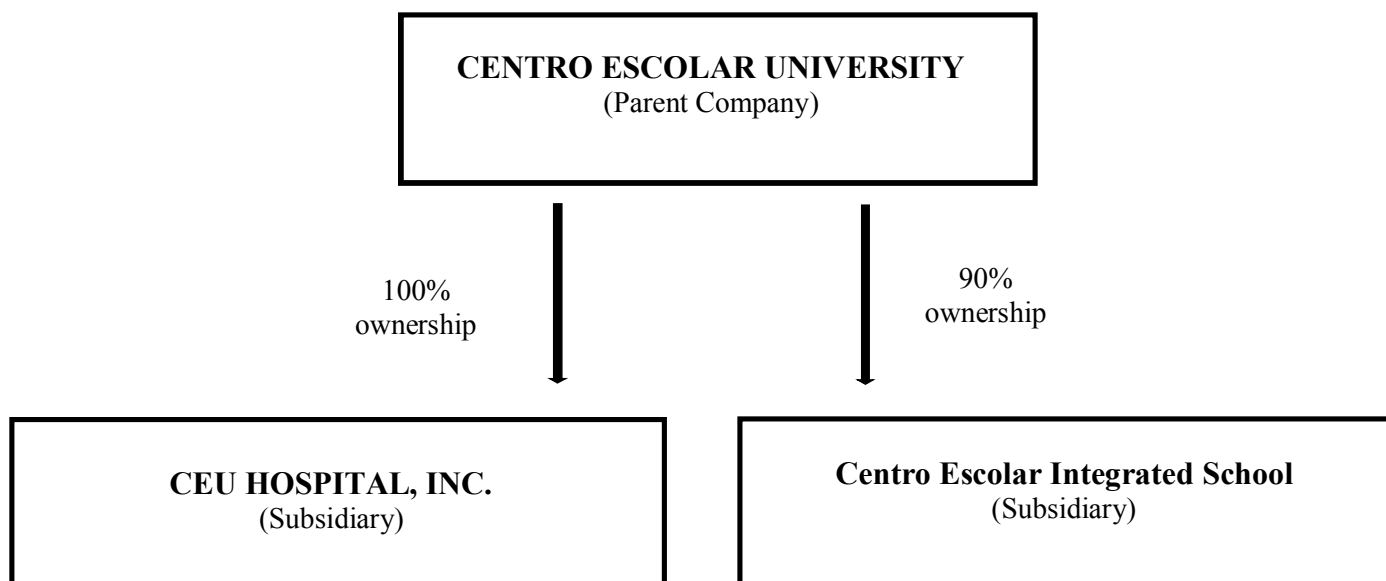 CENTRO ESCOLAR UNIVERSITY
(Parent Company)
100%
ownership
90%
ownership
CEU HOSPITAL, INC.
(Subsidiary)
Centro Escolar Integrated School
(Subsidiary)